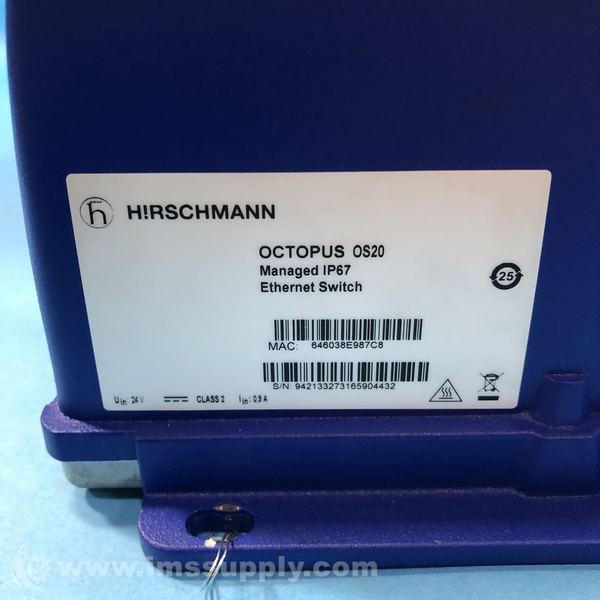 H!RSCHMANN
OCTOPUS OS20
Managed IP67
Ethernet Switch
25
MAC: 646038E987C8
S/N: 942133273165904432
Uin: 24 V CLASS 2 Iin: 0,9 A
© www.imssupply.com